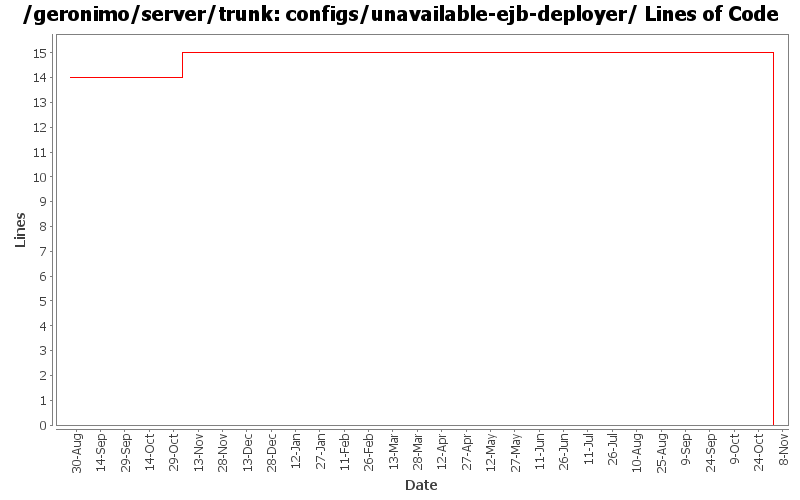 /geronimo/server/trunk: configs/unavailable-ejb-deployer/ Lines of Code
15
14
13
12
11
10
9
8
7
6
5
4
3
2
1
0
Lines
30-Aug
14-Sep
29-Sep
14-Oct
29-Oct
13-Nov
28-Nov
13-Dec
28-Dec
12-Jan
27-Jan
11-Feb
26-Feb
13-Mar
28-Mar
12-Apr
27-Apr
12-May
27-May
11-Jun
26-Jun
11-Jul
26-Jul
10-Aug
25-Aug
9-Sep
24-Sep
9-Oct
24-Oct
8-Nov
Date